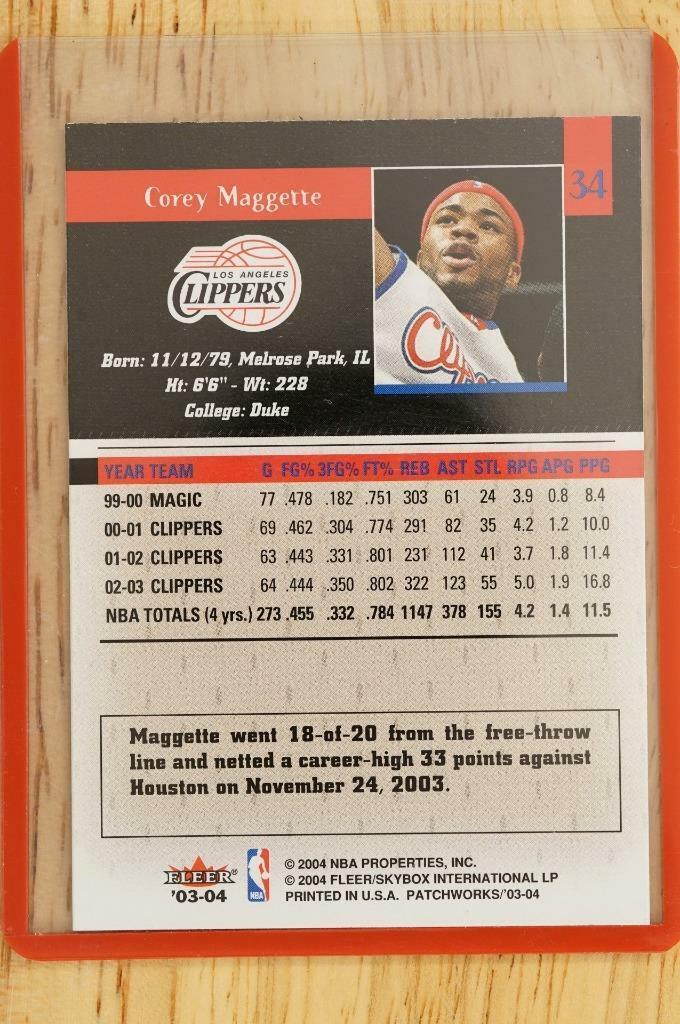 34
Corey Maggette
LOS ANGELES
CLIPPERS
Born: 11/12/79, Melrose Park, IL
Ht: 6'6" - Wt: 228
College: Duke
YEAR TEAM G FG% 3FG% FT% REB AST STL RPG APG PPG
99-00 MAGIC 77 .478 .182 .751 303 61 24 3.9 0.8 8.4
00-01 CLIPPERS 69 .462 .304 .774 291 82 35 4.2 1.2 10.0
01-02 CLIPPERS 63 .443 .331 .801 231 112 41 3.7 1.8 11.4
02-03 CLIPPERS 64 .444 .350 .802 322 123 55 5.0 1.9 16.8
NBA TOTALS (4 yrs.) 273 .455 .332 .784 1147 378 155 4.2 1.4 11.5
Maggette went 18-of-20 from the free-throw
line and netted a career-high 33 points against
Houston on November 24, 2003.
FLEER®
'03-04
NBA
© 2004 NBA PROPERTIES, INC.
© 2004 FLEER/SKYBOX INTERNATIONAL LP
PRINTED IN U.S.A. PATCHWORKS/'03-04